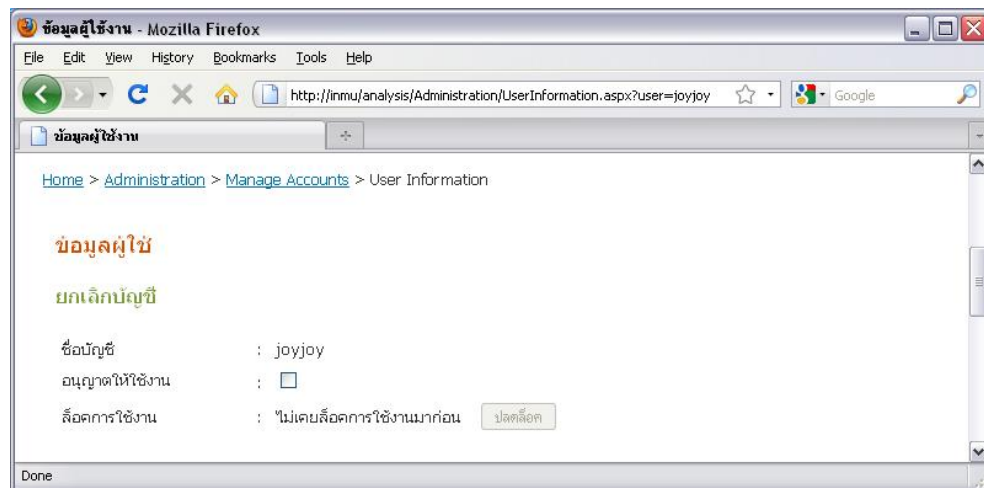 ข้อมูลผู้ใช้งาน - Mozilla Firefox
File Edit View History Bookmarks Tools Help
http://inmu/analysis/Administration/UserInformation.aspx?user=joyjoy Google
ข้อมูลผู้ใช้งาน
Home > Administration > Manage Accounts > User Information
ข้อมูลผู้ใช้
ยกเลิกบัญชี
ชื่อบัญชี : joyjoy
อนุญาตให้ใช้งาน :
ล็อคการใช้งาน : ไม่เคยล็อคการใช้งานมาก่อน ปลดล็อค
Done